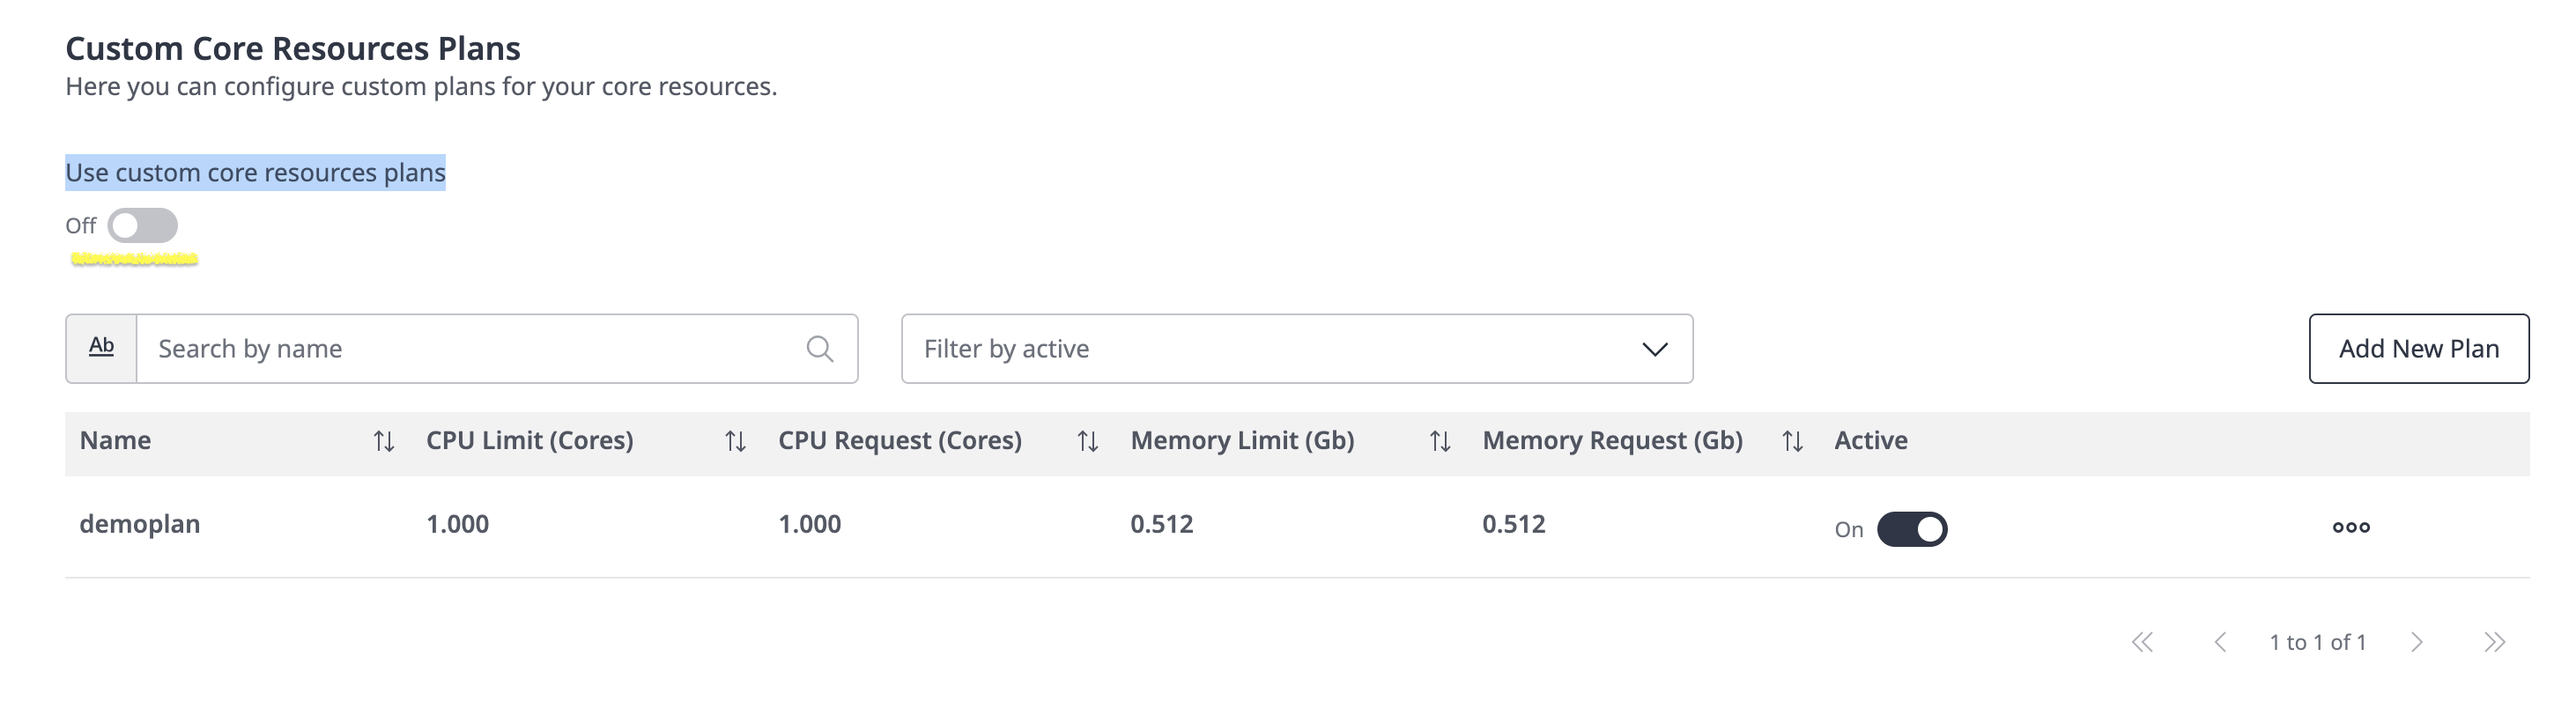 Custom Core Resources Plans
Here you can configure custom plans for your core resources.
Use custom core resources plans
Off
Ab Search by name Filter by active Add New Plan
Name CPU Limit (Cores) CPU Request (Cores) Memory Limit (Gb) Memory Request (Gb) Active
demoplan 1.000 1.000 0.512 0.512 On
1 to 1 of 1